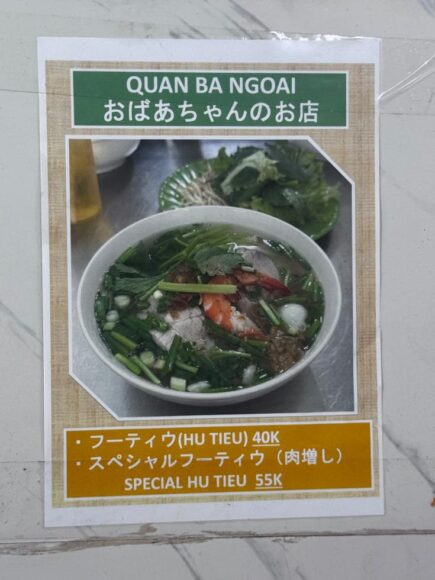 QUAN BA NGOAI
おばあちゃんのお店
・フーティウ(HU TIEU) 40K
・スペシャルフーティウ（肉増し）
SPECIAL HU TIEU 55K